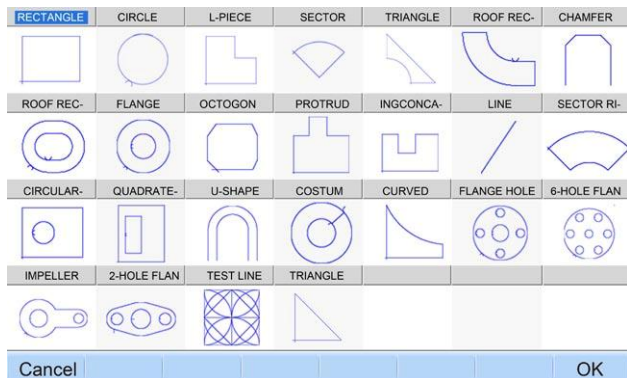 RECTANGLE CIRCLE L-PIECE SECTOR TRIANGLE ROOF REC- CHAMFER
ROOF REC- FLANGE OCTOGON PROTRUD INGCONCA- LINE SECTOR RI-
CIRCULAR- QUADRATE- U-SHAPE COSTUM CURVED FLANGE HOLE 6-HOLE FLAN
IMPELLER 2-HOLE FLAN TEST LINE TRIANGLE
Cancel OK